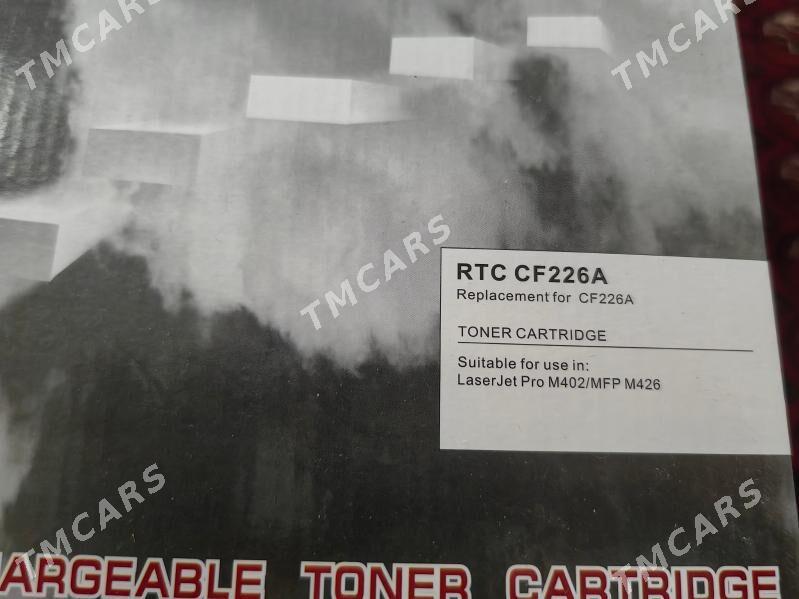 TMCARS
TMCARS
TMCARS
RTC CF226A
Replacement for CF226A
TONER CARTRIDGE
Suitable for use in:
LaserJet Pro M402/MFP M426
TMCARS
TMCARS
ARGEABLE TONER CARTRIDGE